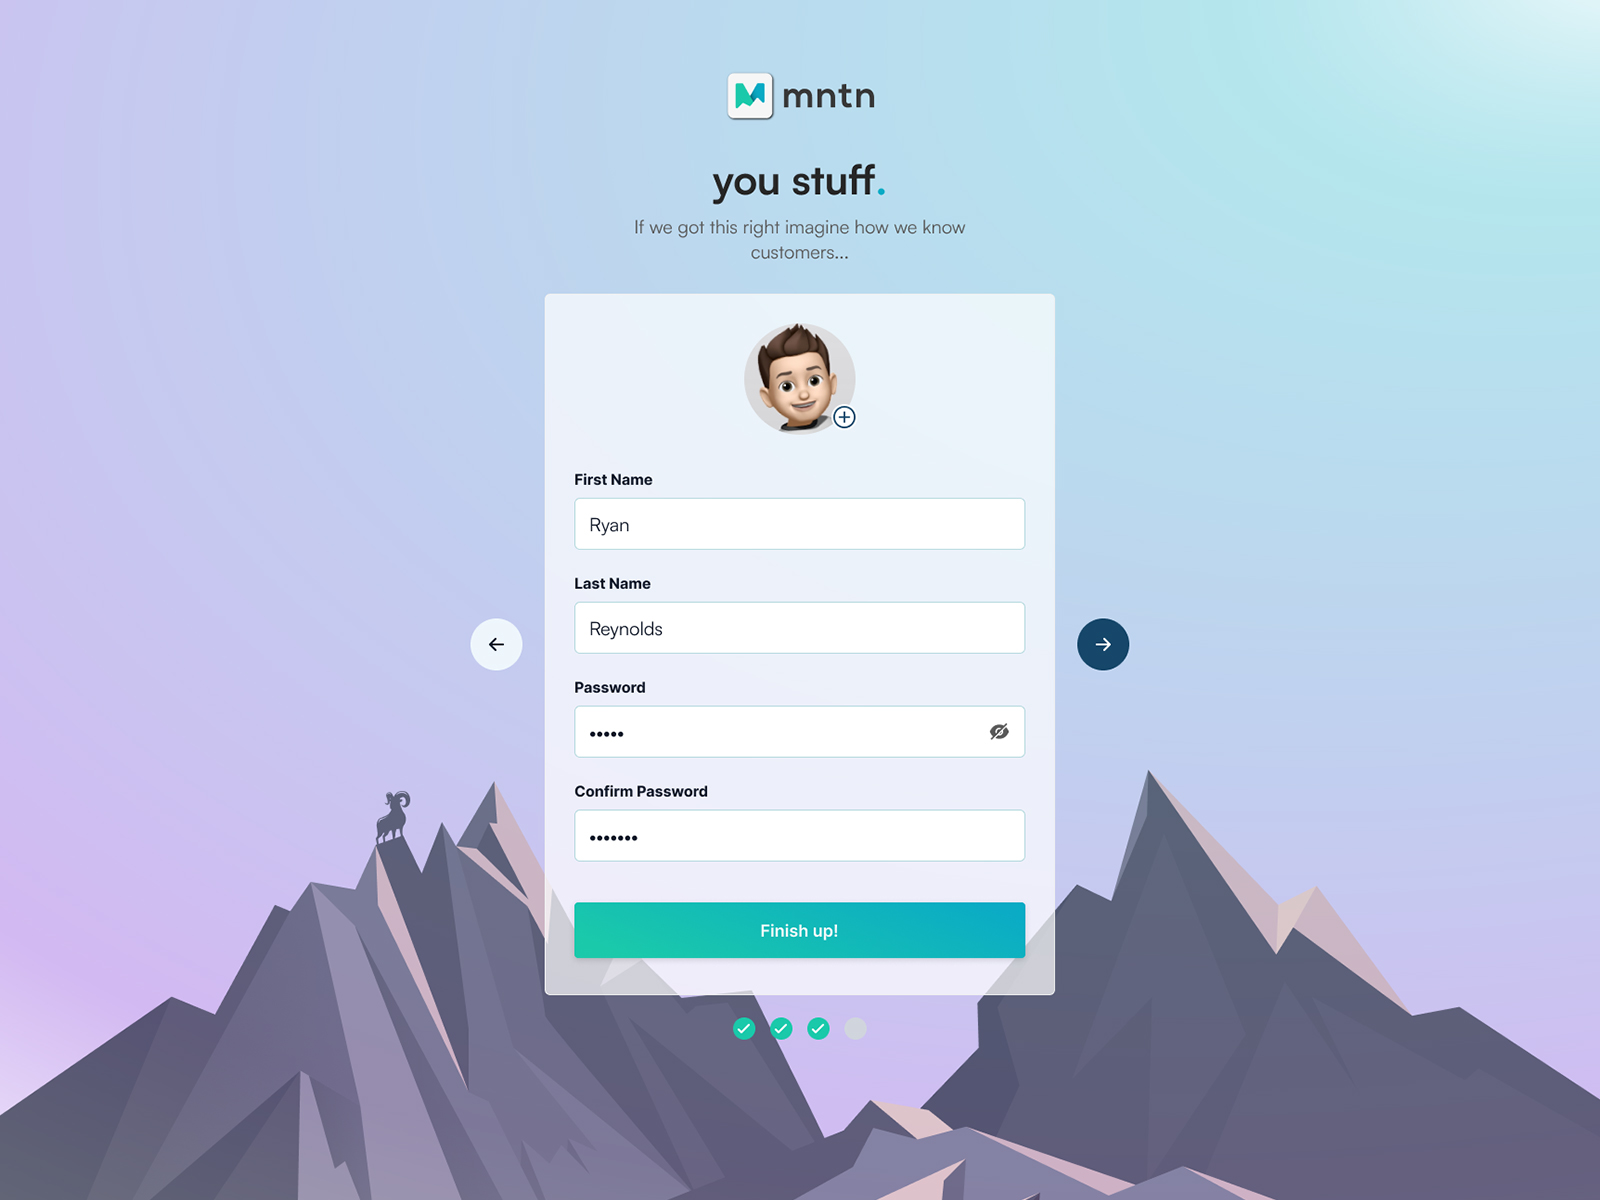 mntn
you stuff.
If we got this right imagine how we know
customers...
First Name
Ryan
Last Name
Reynolds
Password
•••••
Confirm Password
•••••••
Finish up!